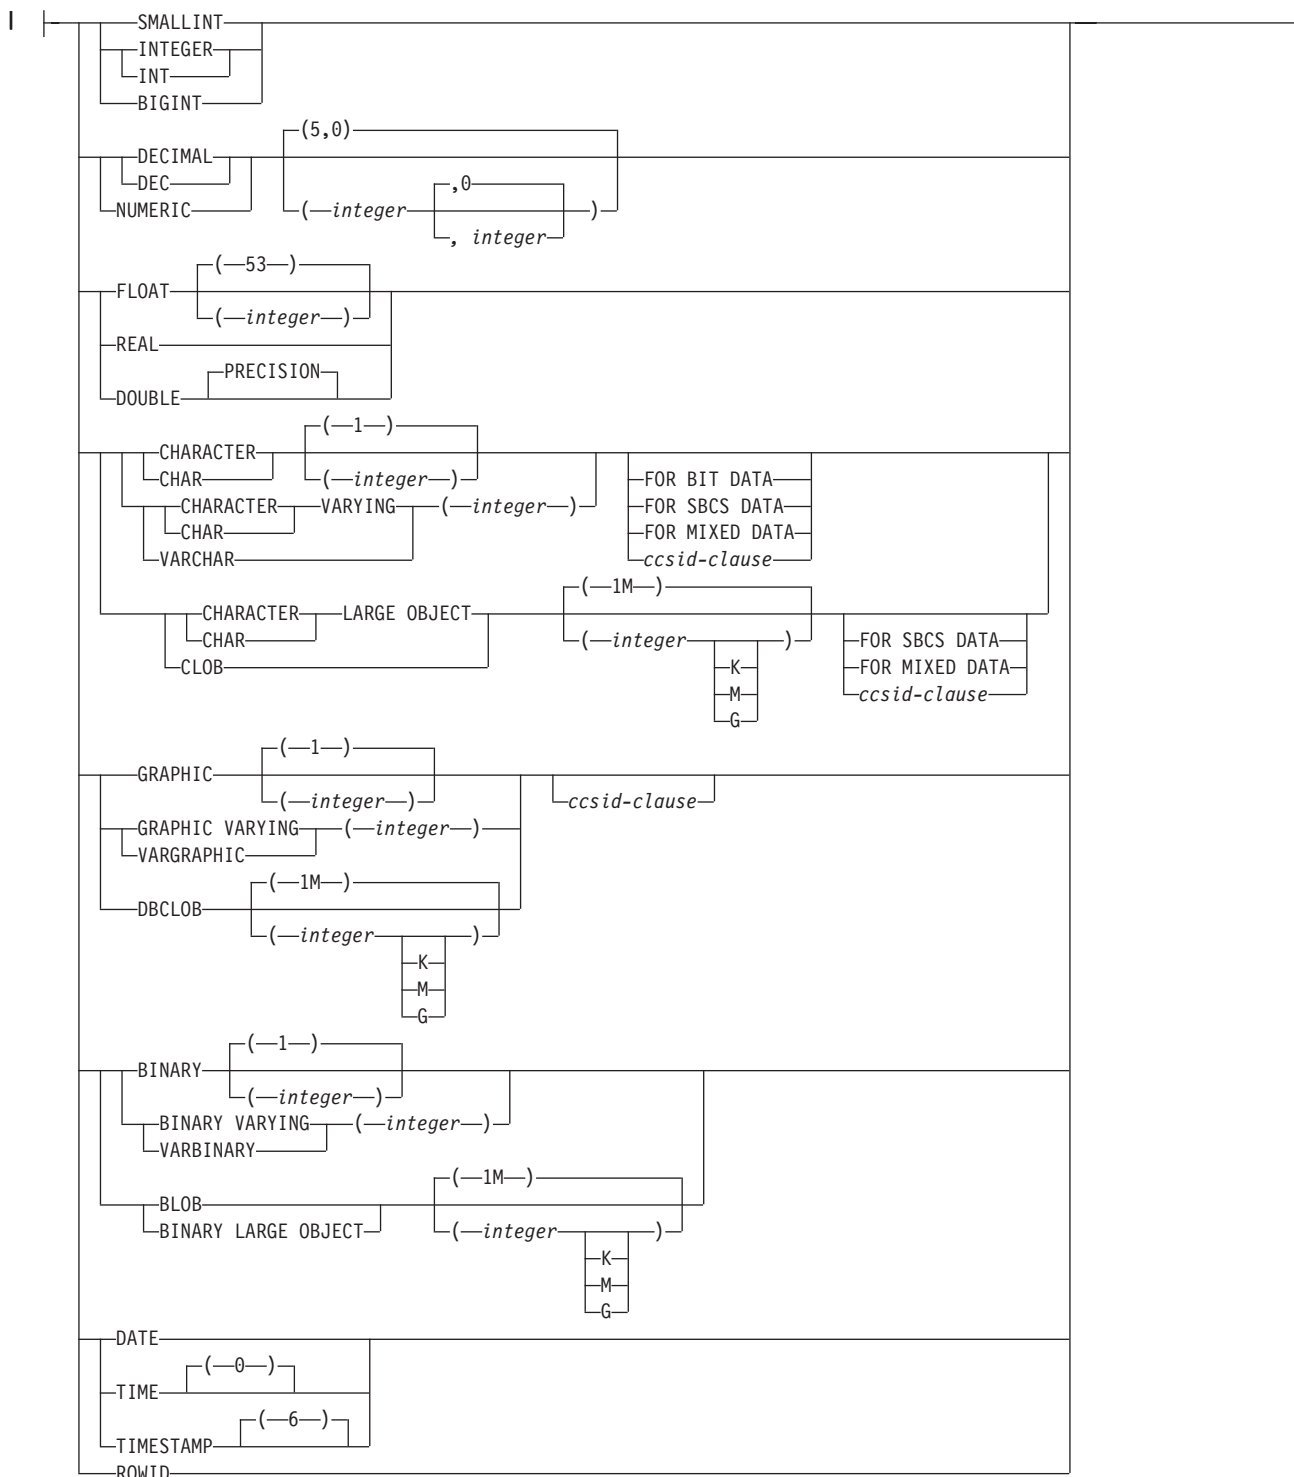 SMALLINT
INTEGER
INT
BIGINT
(5,0)
DECIMAL
DEC
,0
NUMERIC
( integer )
, integer
( 53 )
FLOAT
( integer )
REAL
PRECISION
DOUBLE
( 1 )
CHARACTER
CHAR ( integer ) FOR BIT DATA
CHARACTER VARYING ( integer ) FOR SBCS DATA
CHAR FOR MIXED DATA
VARCHAR ccsid-clause
( 1M )
CHARACTER LARGE OBJECT
CHAR ( integer ) FOR SBCS DATA
CLOB K FOR MIXED DATA
M ccsid-clause
G
( 1 )
GRAPHIC
( integer ) ccsid-clause
GRAPHIC VARYING ( integer )
VARGRAPHIC
( 1M )
DBCLOB
( integer )
K
M
G
( 1 )
BINARY
( integer )
BINARY VARYING ( integer )
VARBINARY
( 1M )
BLOB
BINARY LARGE OBJECT ( integer )
K
M
G
DATE
( 0 )
TIME
( 6 )
TIMESTAMP
ROWID